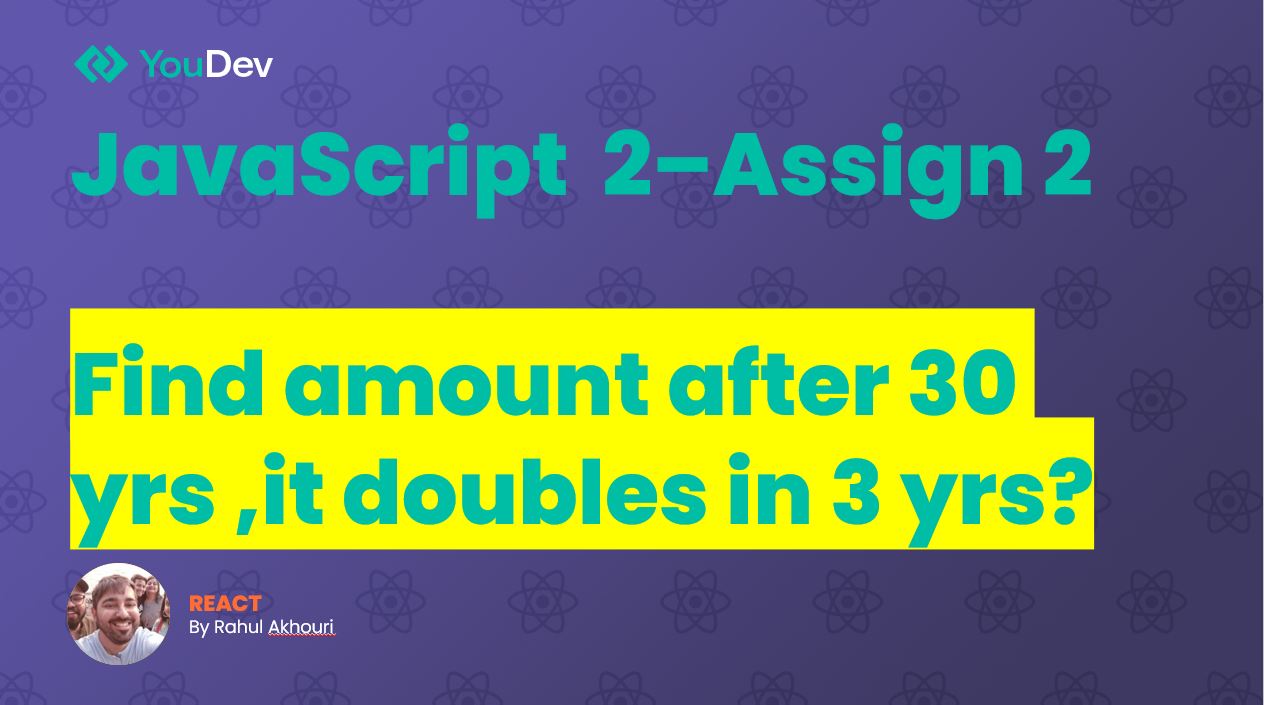 YouDev
JavaScript 2–Assign 2
Find amount after 30
yrs ,it doubles in 3 yrs?
REACT
By Rahul Akhouri